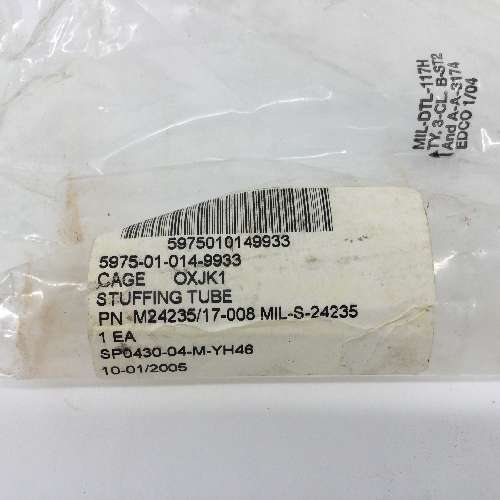 MIL-DTL-117H
TY. 3-CL. B-ST2
And A-A-3174
EDCO 1/04
5975010149933
5975-01-014-9933
CAGE OXJK1
STUFFING TUBE
PN M24235/17-008 MIL-S-24235
1 EA
SP0430-04-M-YH46
10-01/2005